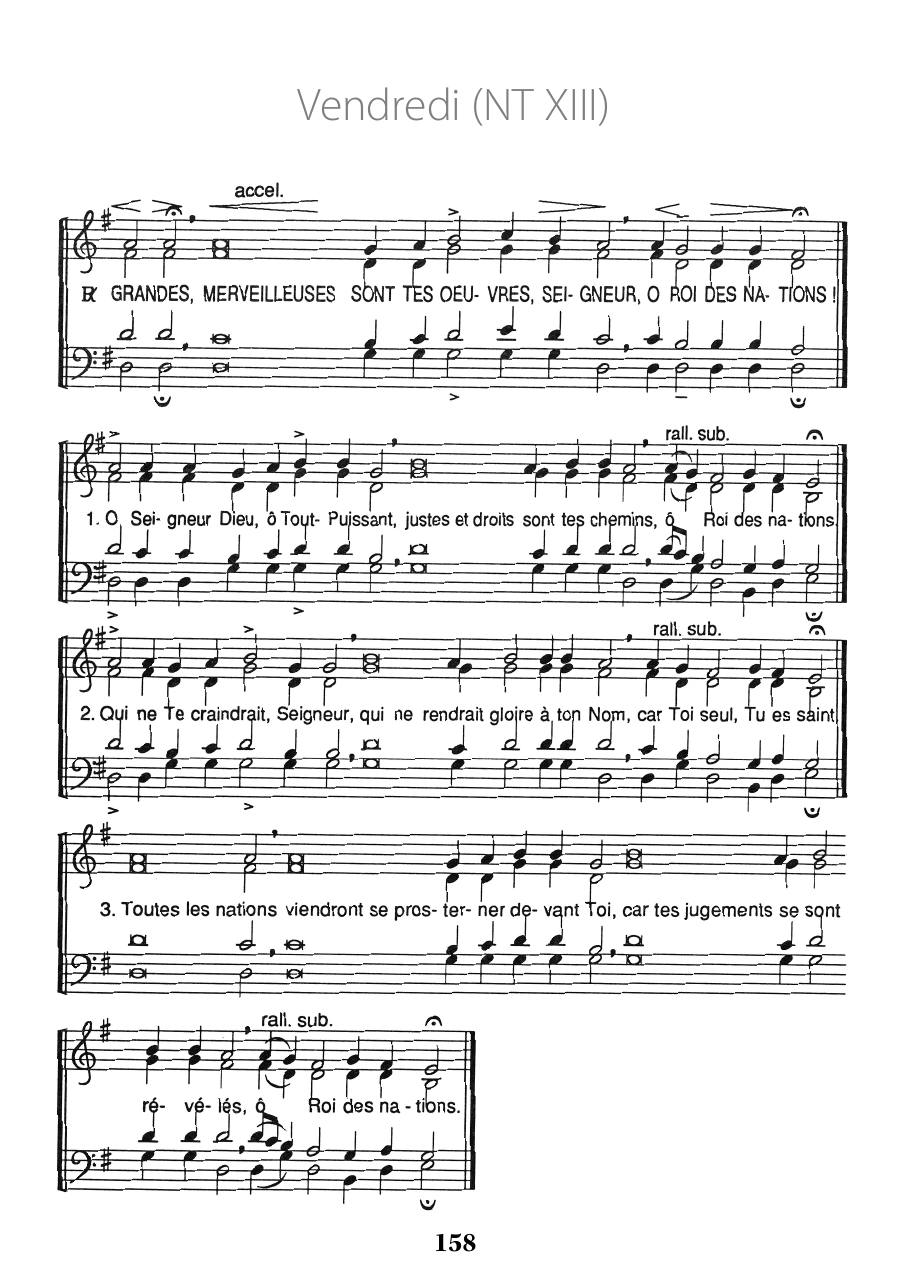 Vendredi (NT XIII)
accel.
℟ GRANDES, MERVEILLEUSES SONT TES OEU- VRES, SEI- GNEUR, O ROI DES NA- TIONS !
rall. sub.
1. O Sei- gneur Dieu, ô Tout- Puissant, justes et droits sont tes chemins, ô Roi des na- tions.
rall. sub.
2. Qui ne Te craindrait, Seigneur, qui ne rendrait gloire à ton Nom, car Toi seul, Tu es saint,
3. Toutes les nations viendront se pros- ter- ner de- vant Toi, car tes jugements se sont
rall. sub.
ré- vé- lés, ô Roi des na - tions.
158